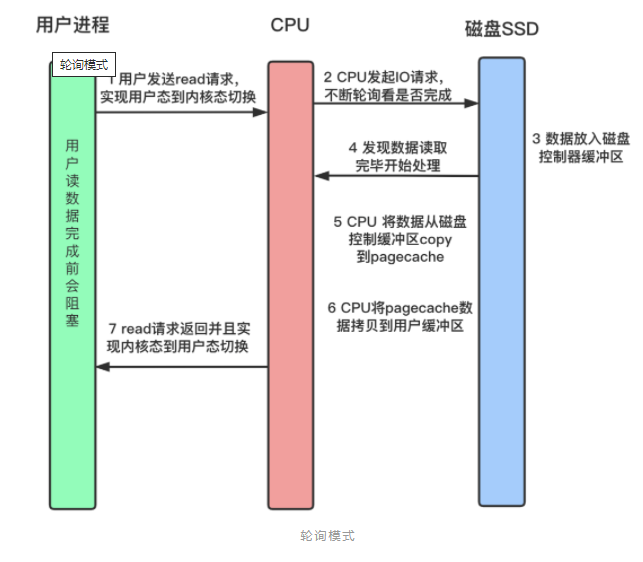 用户进程
CPU
磁盘SSD
轮询模式
1 用户发送read请求，
实现用户态到内核态切换
2 CPU发起IO请求，
不断轮询看是否完成
3 数据放入磁盘
控制器缓冲区
4 发现数据读取
完毕开始处理
用户读数据完成前会阻塞
5 CPU 将数据从磁盘
控制缓冲区copy
到pagecache
6 CPU将pagecache数
据拷贝到用户缓冲区
7 read请求返回并且实
现内核态到用户态切换
轮询模式